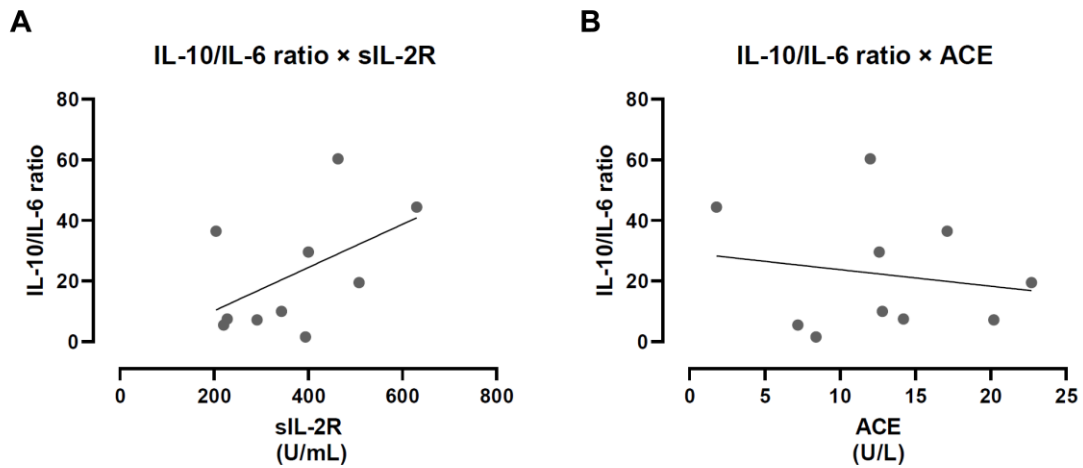 A
IL-10/IL-6 ratio × sIL-2R
IL-10/IL-6 ratio
80
60
40
20
0
0 200 400 600 800
sIL-2R
(U/mL)
B
IL-10/IL-6 ratio × ACE
IL-10/IL-6 ratio
80
60
40
20
0
0 5 10 15 20 25
ACE
(U/L)